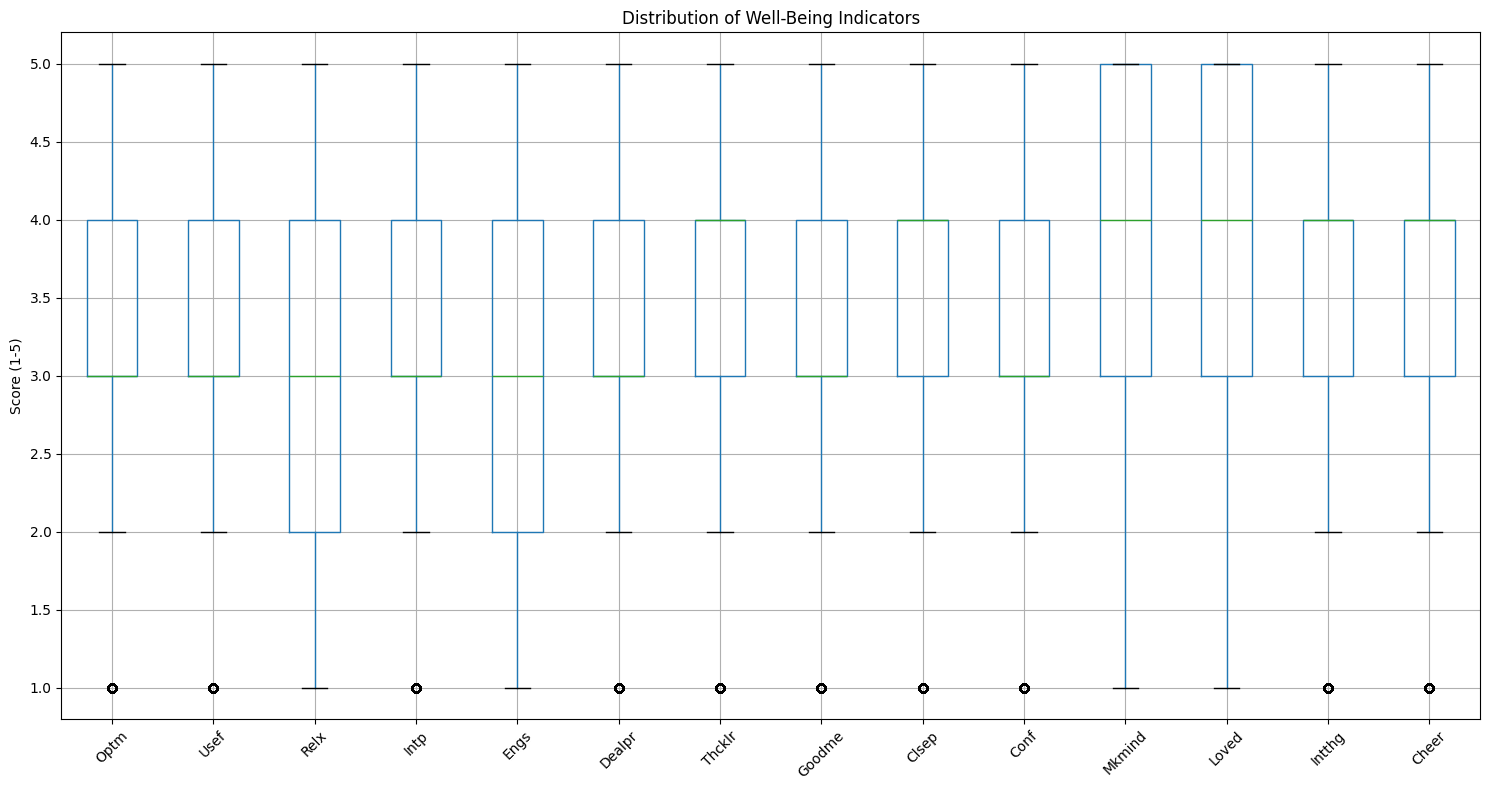 Distribution of Well-Being Indicators
Score (1-5)
5.0
4.5
4.0
3.5
3.0
2.5
2.0
1.5
1.0
Optm
Usef
Relx
Intp
Engs
Dealpr
Thcklr
Goodme
Clsep
Conf
Mkmind
Loved
Intthg
Cheer